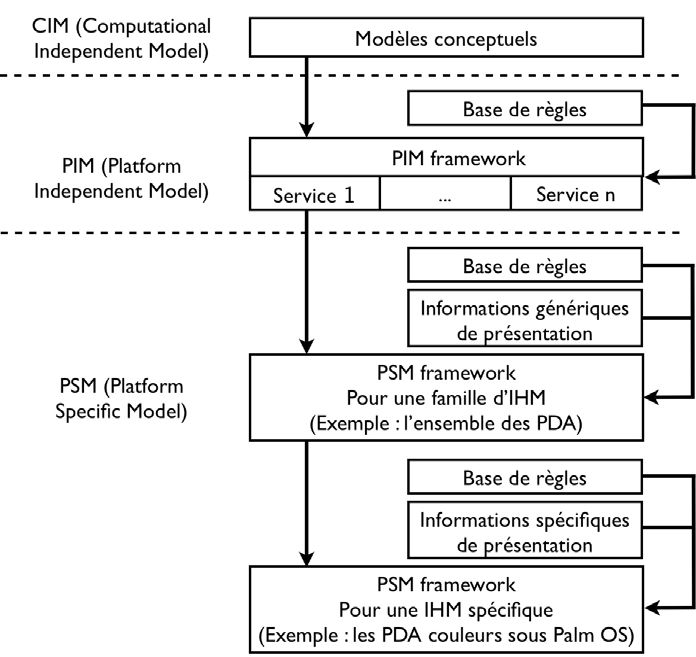 CIM (Computational
Independent Model)
Modèles conceptuels
Base de règles
PIM (Platform
Independent Model)
PIM framework
Service 1
...
Service n
Base de règles
Informations génériques
de présentation
PSM (Platform
Specific Model)
PSM framework
Pour une famille d'IHM
(Exemple : l'ensemble des PDA)
Base de règles
Informations spécifiques
de présentation
PSM framework
Pour une IHM spécifique
(Exemple : les PDA couleurs sous Palm OS)